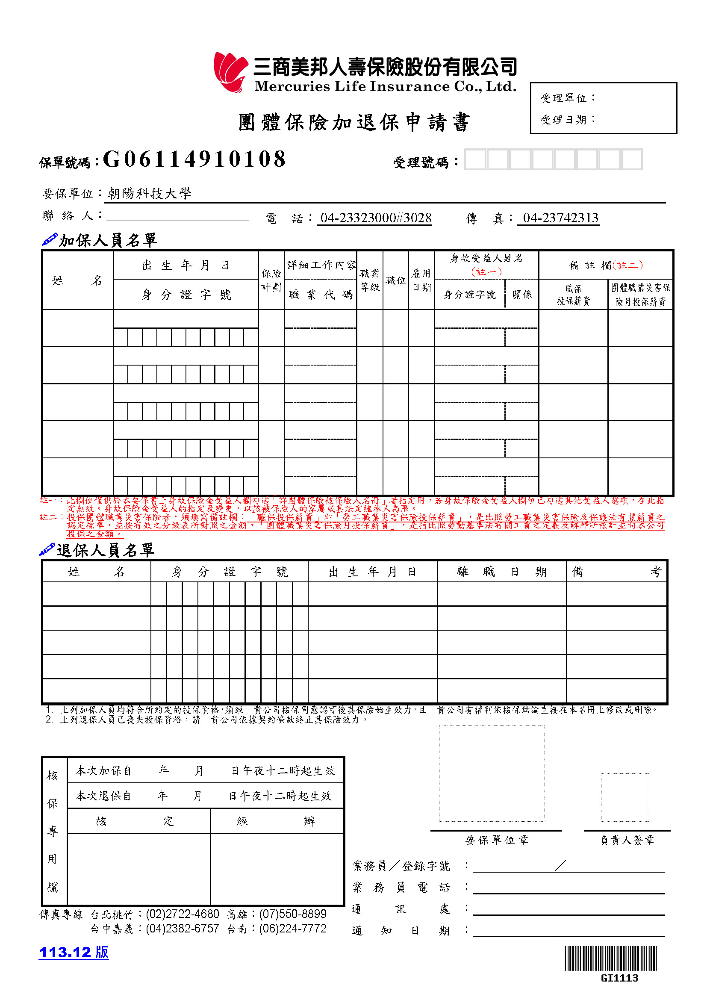 三商美邦人壽保險股份有限公司
Mercuries Life Insurance Co., Ltd.
受理單位：
受理日期：
團體保險加退保申請書
保單號碼：G06114910108
受理號碼：
要保單位：朝陽科技大學
聯絡人：
電話：04-23323000#3028
傳真：04-23742313
加保人員名單
姓名
出生年月日
身分證字號
保險計劃
詳細工作內容
職業代碼
職業等級
職位
雇用日期
身故受益人姓名
(註一)
身分證字號
關係
備註欄(註二)
職保
投保薪資
團體職業災害保
險月投保薪資
註一：此欄位僅供於本要保書上身故保險金受益人欄勾選「詳團體保險被保險人名冊」者指定用，若身故保險金受益人欄位已勾選其他受益人選項，在此指
定無效。身故保險金受益人的指定及變更，以該被保險人的家屬或其法定繼承人為限。
註二：投保團體職業災害保險者，須填寫備註欄：「職保投保薪資」即「勞工職業災害保險投保薪資」，是比照勞工職業災害保險及保護法有關薪資之
認定標準，並按有效之分級表所對照之金額。「團體職業災害保險月投保薪資」，是指比照勞動基準法有關工資之定義及解釋所核計並向本公司
投保之金額。
退保人員名單
姓名
身分證字號
出生年月日
離職日期
備考
1. 上列加保人員均符合所約定的投保資格，須經　貴公司核保同意認可後其保險始生效力，且　貴公司有權利依核保結論直接在本名冊上修改或刪除。
2. 上列退保人員已喪失投保資格，請　貴公司依據契約條款終止其保險效力。
核保專用欄
本次加保自　年　月　日午夜十二時起生效
本次退保自　年　月　日午夜十二時起生效
核定
經辦
要保單位章
負責人簽章
業務員／登錄字號：　／
業務員電話：
通訊處：
通知日期：
傳真專線 台北桃竹：(02)2722-4680 高雄：(07)550-8899
台中嘉義：(04)2382-6757 台南：(06)224-7772
113.12 版
GI1113